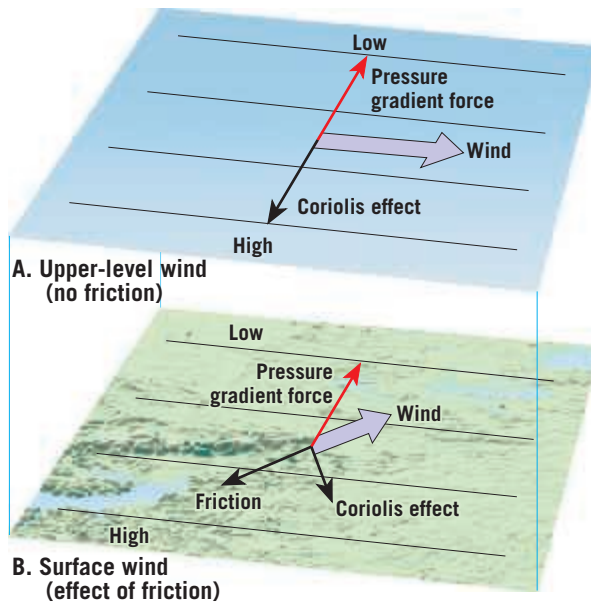 Low
Pressure
gradient force
Wind
Coriolis effect
High
A. Upper-level wind
(no friction)
Low
Pressure
gradient force
Wind
Friction
Coriolis effect
High
B. Surface wind
(effect of friction)